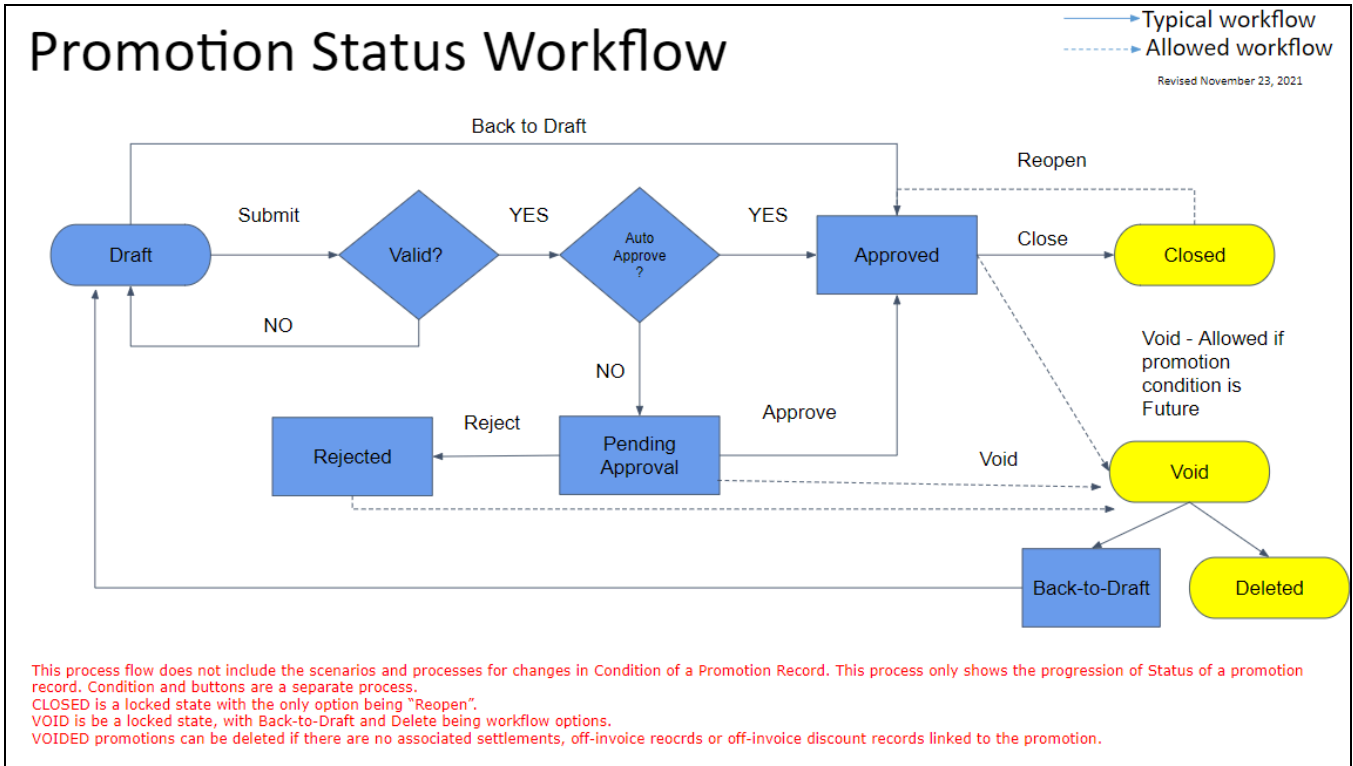 Promotion Status Workflow
Typical workflow
Allowed workflow
Revised November 23, 2021
Back to Draft
Reopen
Submit
YES
YES
Draft
Valid?
Auto
Approve
?
Approved
Close
Closed
NO
Void - Allowed if
promotion
condition is
Future
NO
Reject
Approve
Rejected
Pending
Approval
Void
Void
Back-to-Draft
Deleted
This process flow does not include the scenarios and processes for changes in Condition of a Promotion Record. This process only shows the progression of Status of a promotion
record. Condition and buttons are a separate process.
CLOSED is a locked state with the only option being “Reopen”.
VOID is be a locked state, with Back-to-Draft and Delete being workflow options.
VOIDED promotions can be deleted if there are no associated settlements, off-invoice reocrds or off-invoice discount records linked to the promotion.